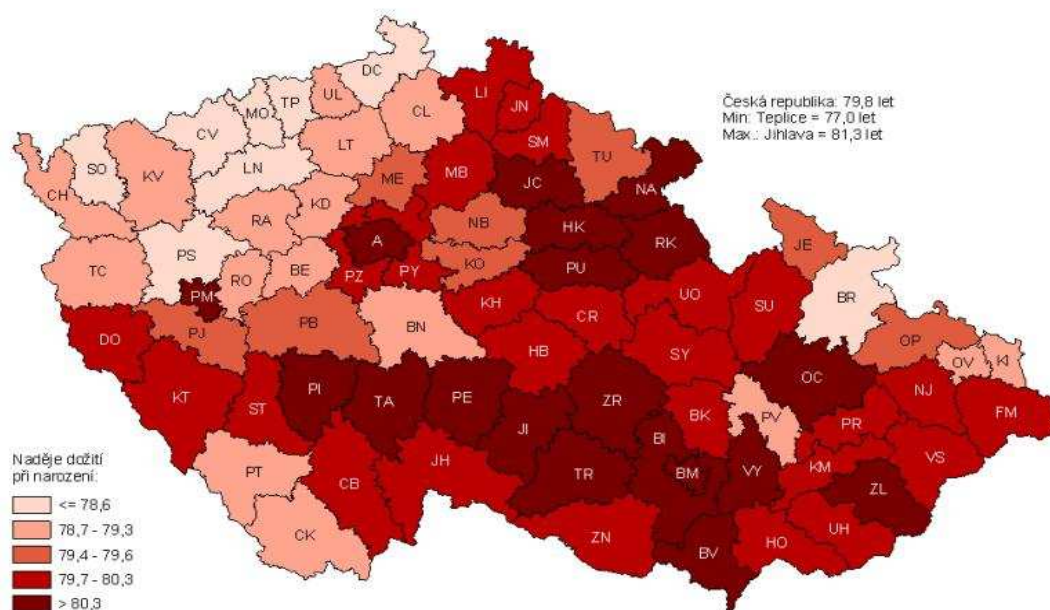 DC
LI
JN
UL
TP
MO
CL
CV
SM
Česká republika: 79,8 let
Min: Teplice = 77,0 let
Max.: Jihlava = 81,3 let
LT
TU
SO
LN
KV
MB
JC
NA
ME
CH
KD
RA
NB
HK
RK
A
JE
PS
TC
RO
BE
PZ
PY
KO
PU
PM
BR
KH
UO
SU
PB
BN
CR
PJ
DO
OP
HB
SY
OV
KI
OC
KT
ST
PI
TA
PE
ZR
NJ
BK
PV
FM
JI
BI
PR
Naděje dožití
při narození:
PT
JH
TR
BM
VY
KM
VS
CB
ZL
<= 78,6
78,7 - 79,3
CK
UH
ZN
HO
79,4 - 79,6
BV
79,7 - 80,3
> 80,3